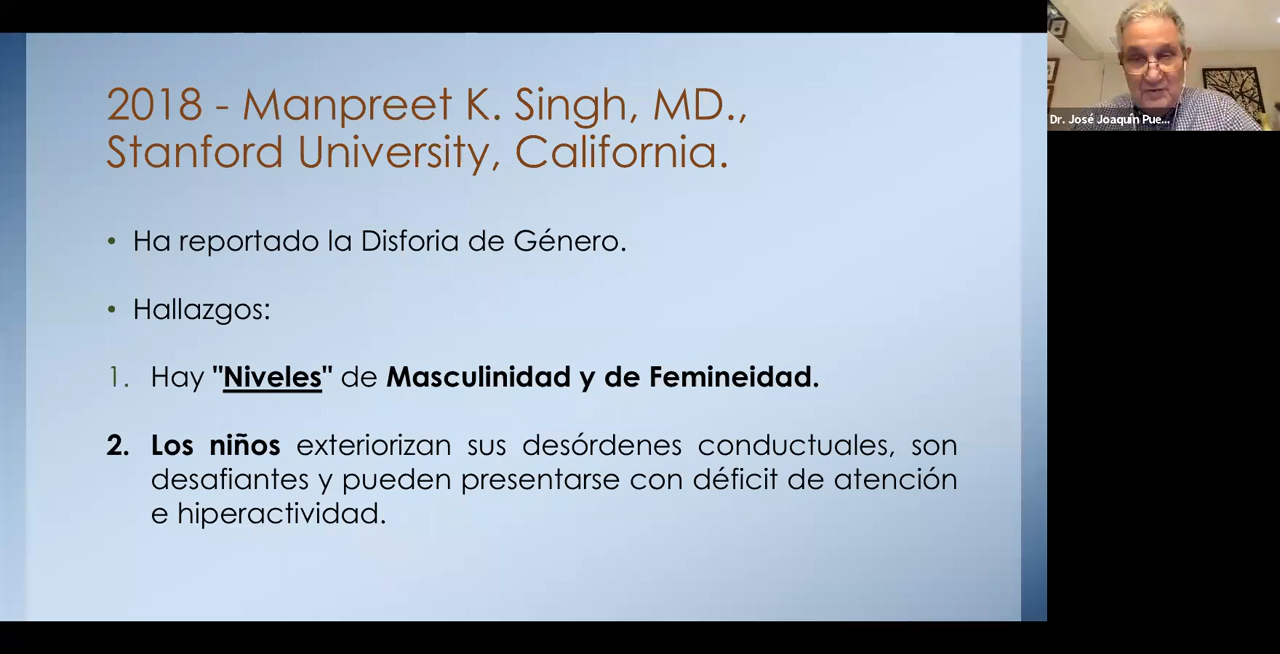 2018 - Manpreet K. Singh, MD.,
Stanford University, California.
• Ha reportado la Disforia de Género.
• Hallazgos:
1. Hay "Niveles" de Masculinidad y de Femineidad.
2. Los niños exteriorizan sus desórdenes conductuales, son
desafiantes y pueden presentarse con déficit de atención
e hiperactividad.
Dr. José Joaquín Pue...